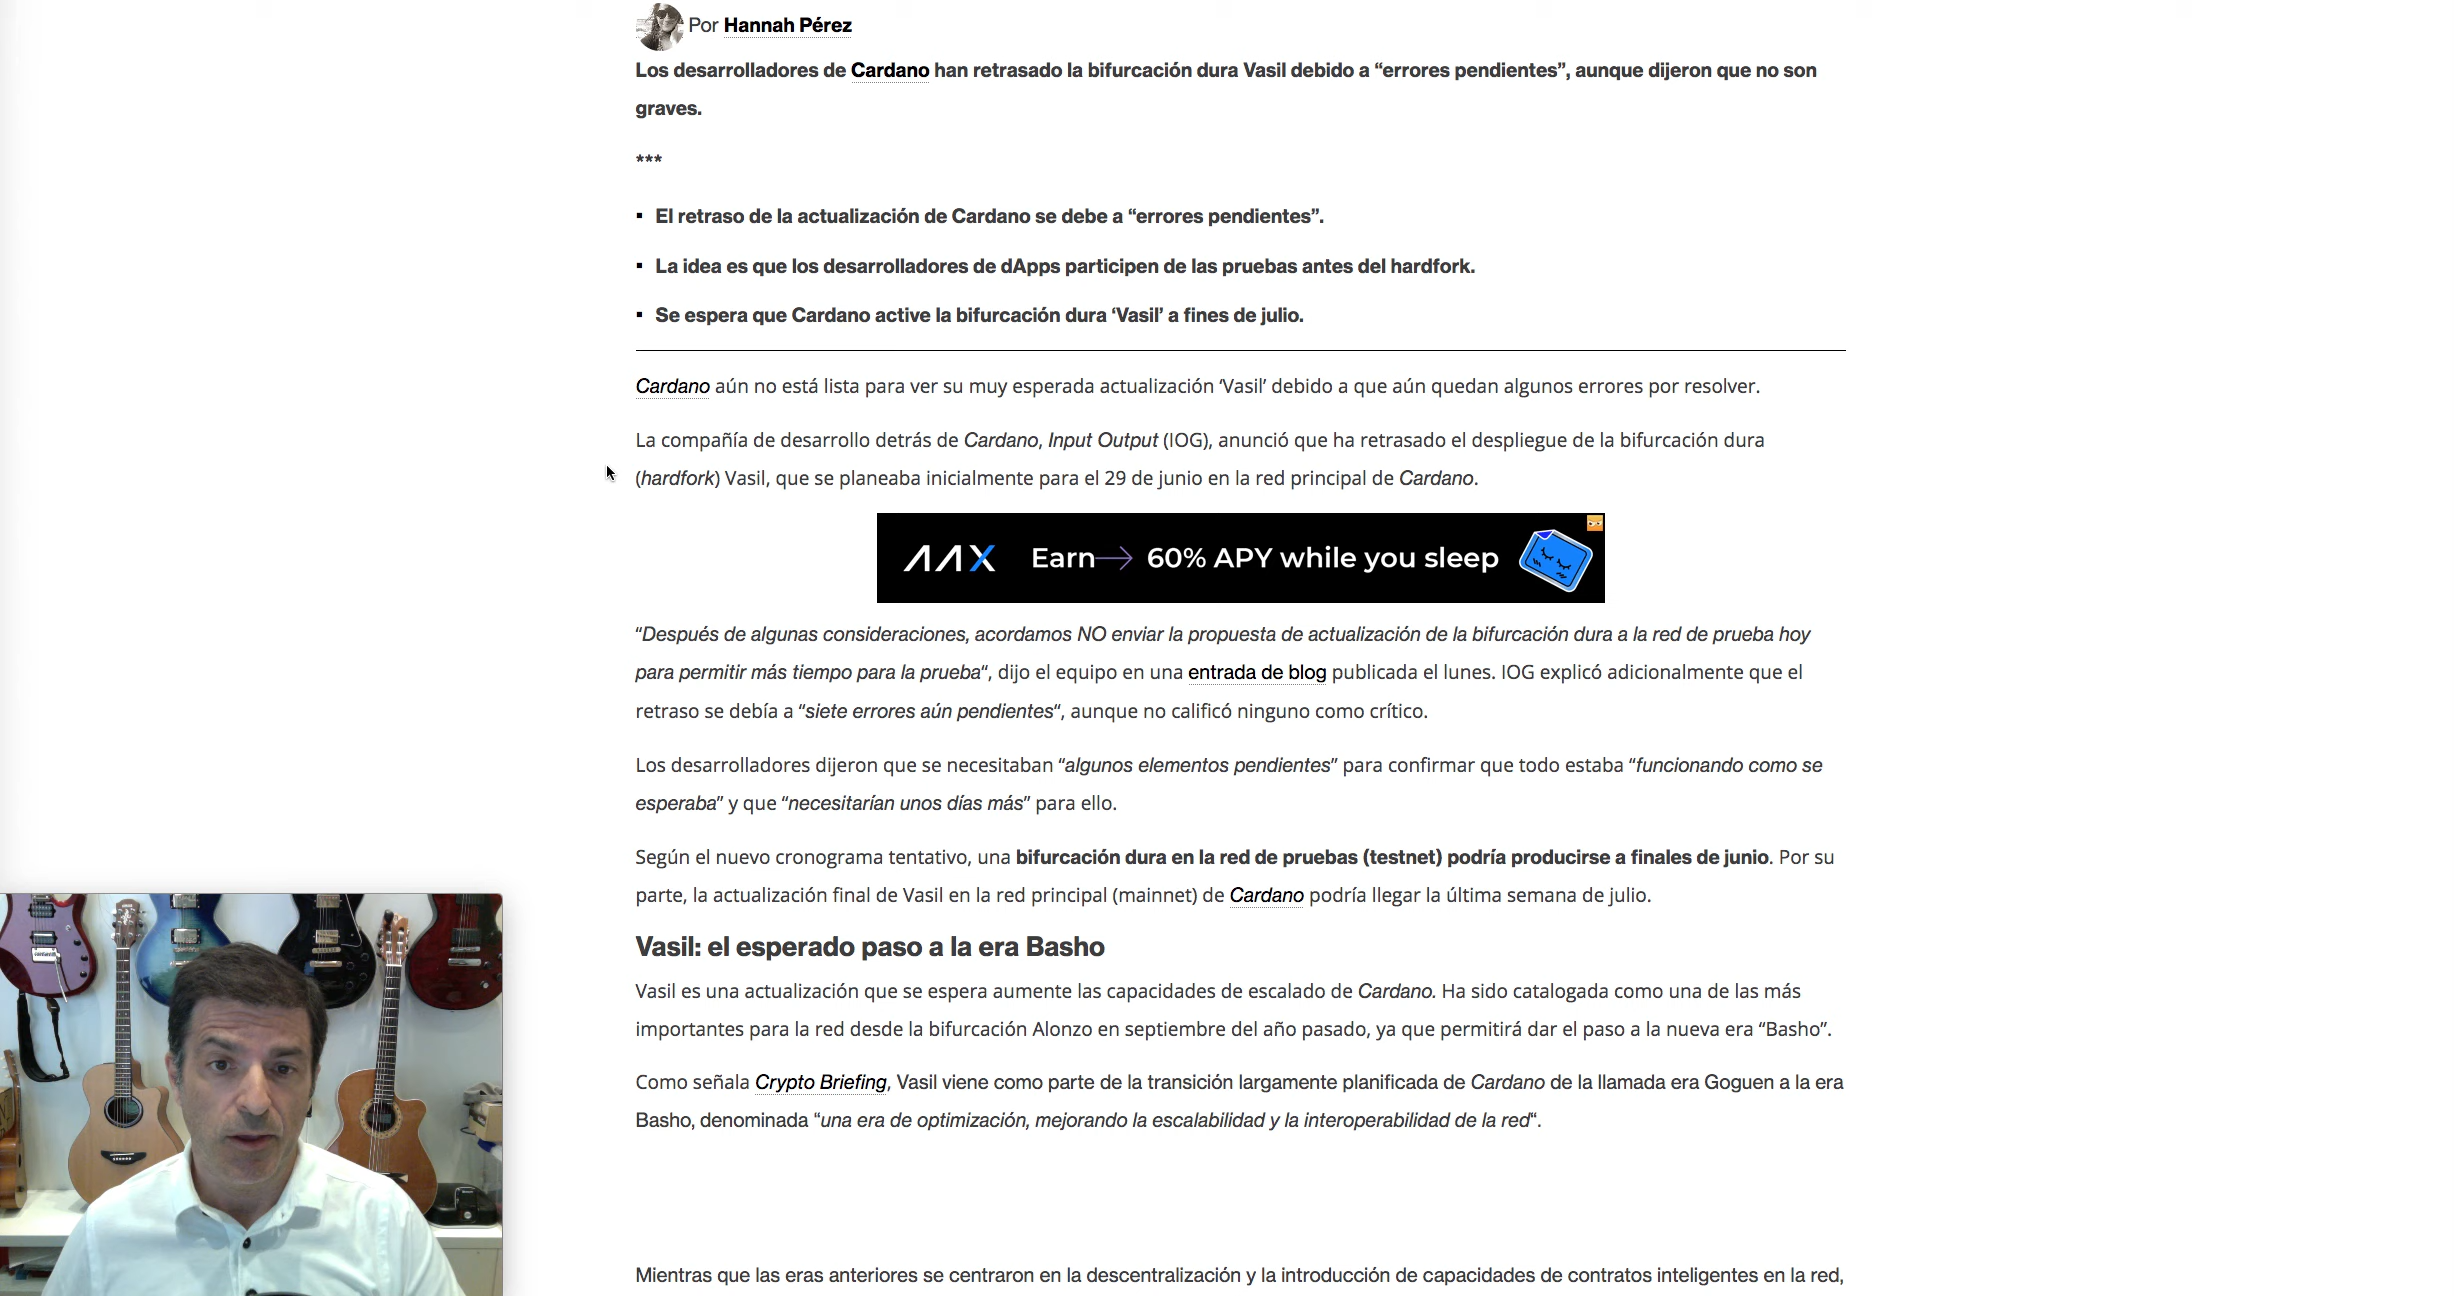 Por Hannah Pérez
Los desarrolladores de Cardano han retrasado la bifurcación dura Vasil debido a “errores pendientes”, aunque dijeron que no son
graves.
***
▪ El retraso de la actualización de Cardano se debe a “errores pendientes”.
▪ La idea es que los desarrolladores de dApps participen de las pruebas antes del hardfork.
▪ Se espera que Cardano active la bifurcación dura ‘Vasil’ a fines de julio.
Cardano aún no está lista para ver su muy esperada actualización ‘Vasil’ debido a que aún quedan algunos errores por resolver.
La compañía de desarrollo detrás de Cardano, Input Output (IOG), anunció que ha retrasado el despliegue de la bifurcación dura
(hardfork) Vasil, que se planeaba inicialmente para el 29 de junio en la red principal de Cardano.
AAX Earn→ 60% APY while you sleep
“Después de algunas consideraciones, acordamos NO enviar la propuesta de actualización de la bifurcación dura a la red de prueba hoy
para permitir más tiempo para la prueba“, dijo el equipo en una entrada de blog publicada el lunes. IOG explicó adicionalmente que el
retraso se debía a “siete errores aún pendientes“, aunque no calificó ninguno como crítico.
Los desarrolladores dijeron que se necesitaban “algunos elementos pendientes” para confirmar que todo estaba “funcionando como se
esperaba” y que “necesitarían unos días más” para ello.
Según el nuevo cronograma tentativo, una bifurcación dura en la red de pruebas (testnet) podría producirse a finales de junio. Por su
parte, la actualización final de Vasil en la red principal (mainnet) de Cardano podría llegar la última semana de julio.
Vasil: el esperado paso a la era Basho
Vasil es una actualización que se espera aumente las capacidades de escalado de Cardano. Ha sido catalogada como una de las más
importantes para la red desde la bifurcación Alonzo en septiembre del año pasado, ya que permitirá dar el paso a la nueva era “Basho”.
Como señala Crypto Briefing, Vasil viene como parte de la transición largamente planificada de Cardano de la llamada era Goguen a la era
Basho, denominada “una era de optimización, mejorando la escalabilidad y la interoperabilidad de la red“.
Mientras que las eras anteriores se centraron en la descentralización y la introducción de capacidades de contratos inteligentes en la red,